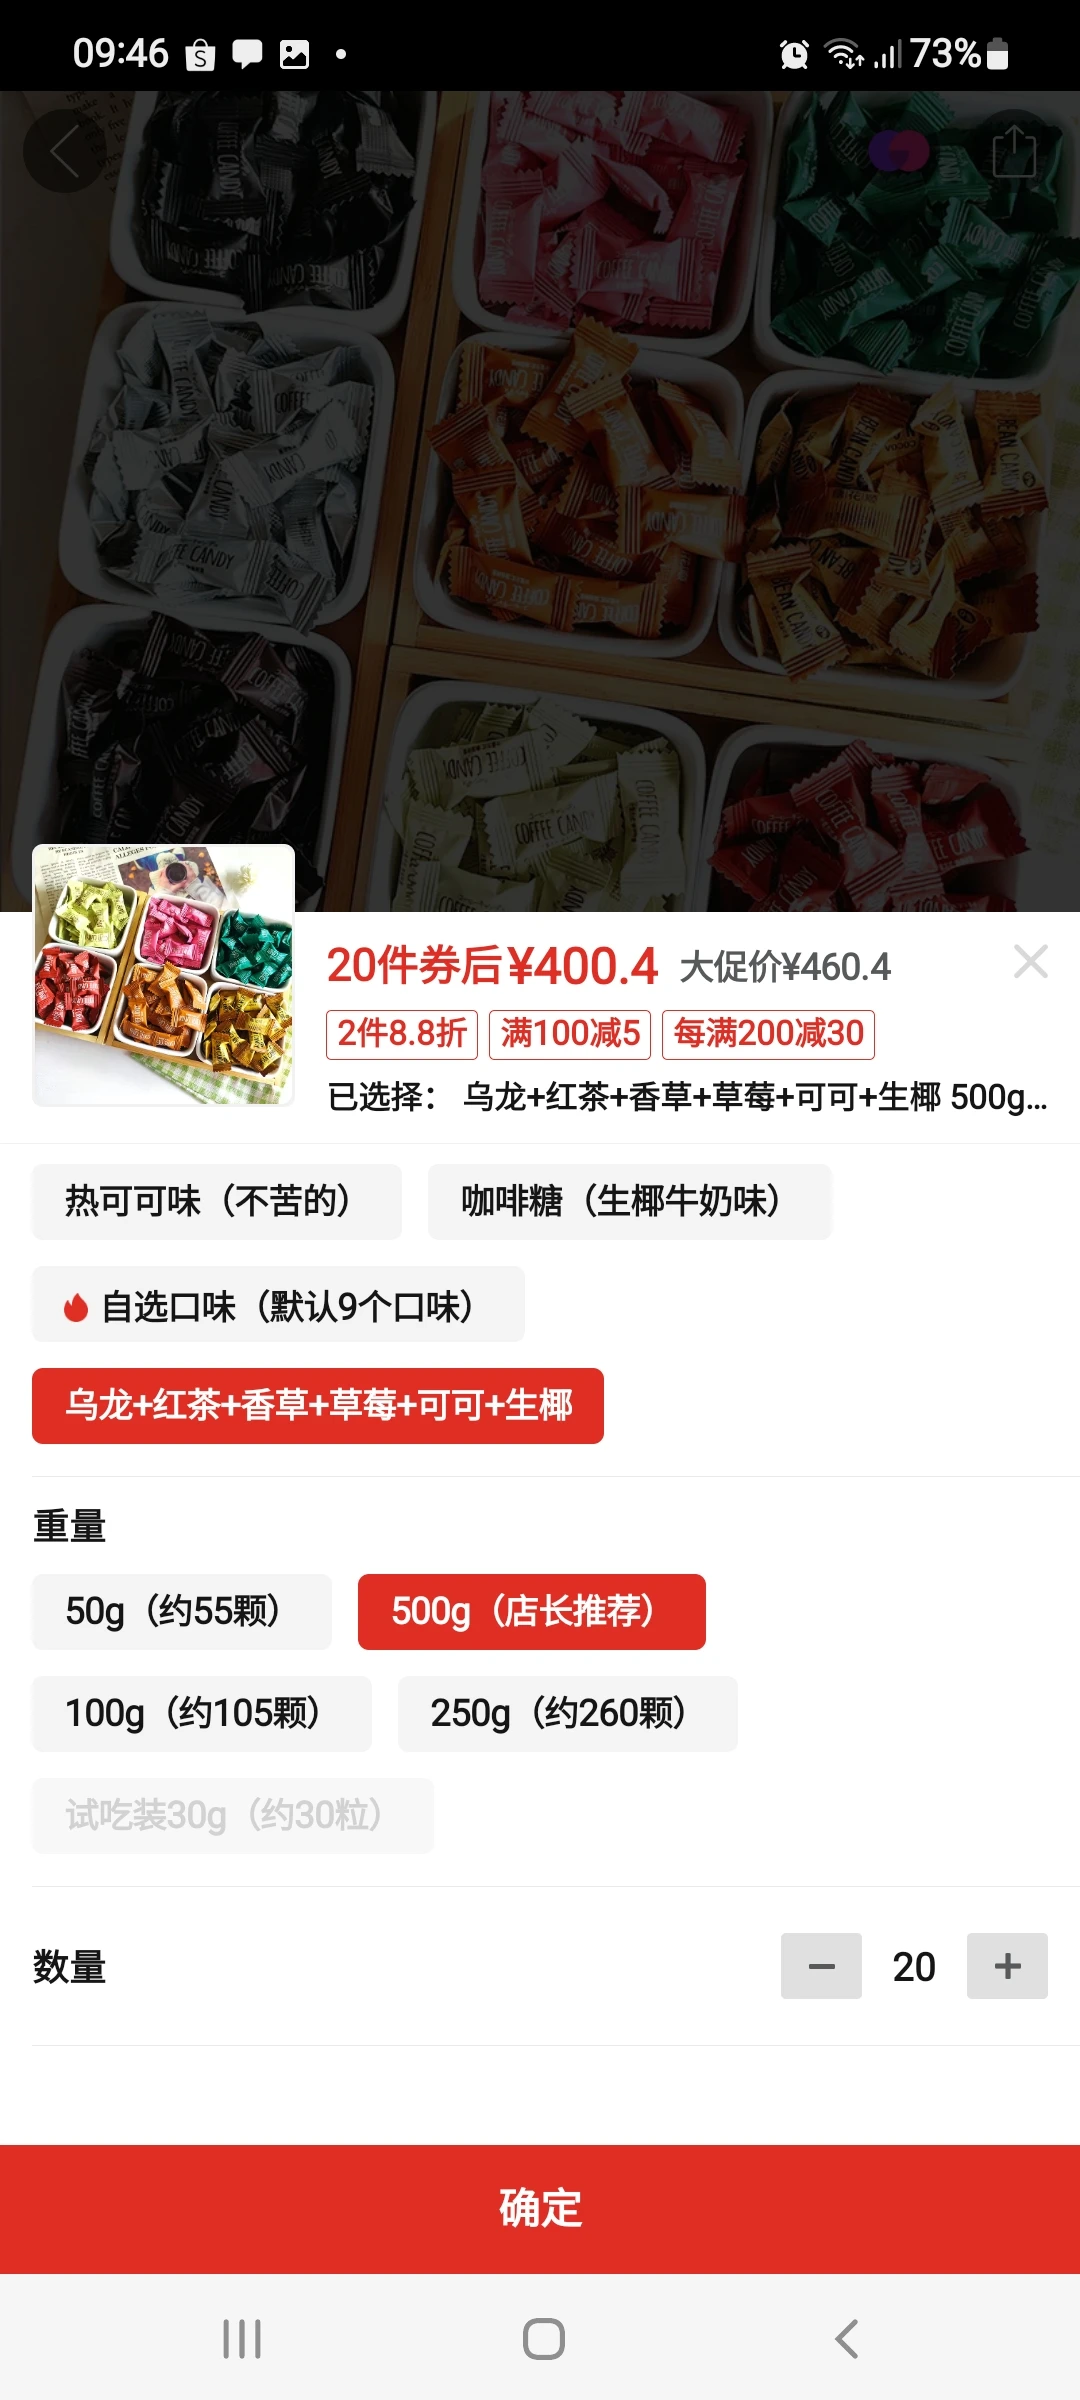 09:46
73%
COFFEE CANDY
BEAN CANDY
20件券后¥400.4 大促价¥460.4
2件8.8折 满100减5 每满200减30
已选择： 乌龙+红茶+香草+草莓+可可+生椰 500g...
热可可味（不苦的） 咖啡糖（生椰牛奶味）
自选口味（默认9个口味）
乌龙+红茶+香草+草莓+可可+生椰
重量
50g（约55颗） 500g（店长推荐）
100g（约105颗） 250g（约260颗）
试吃装30g（约30粒）
数量 20
确定